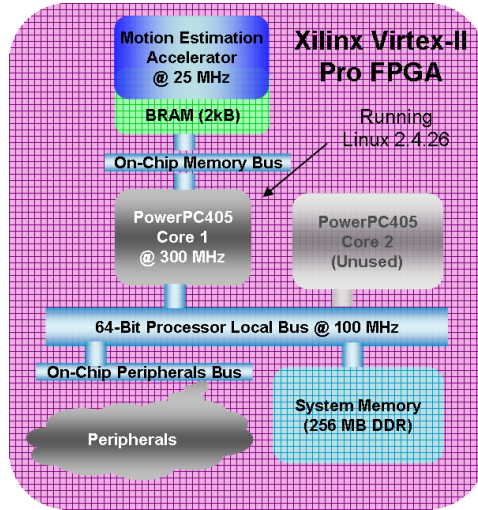 Motion Estimation
Accelerator
@ 25 MHz
Xilinx Virtex-II
Pro FPGA
BRAM (2kB)
Running
Linux 2.4.26
On-Chip Memory Bus
PowerPC405
Core 1
@ 300 MHz
PowerPC405
Core 2
(Unused)
64-Bit Processor Local Bus @ 100 MHz
On-Chip Peripherals Bus
Peripherals
System Memory
(256 MB DDR)